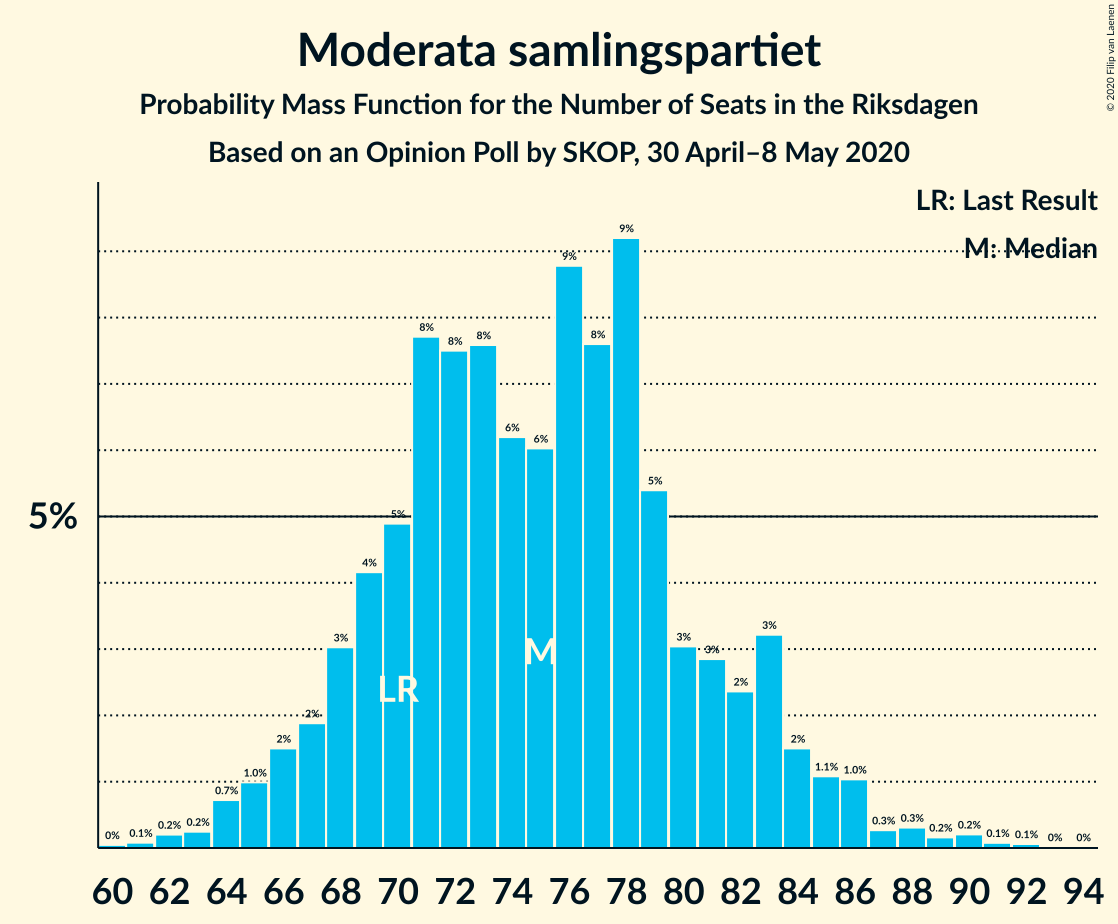 Moderata samlingspartiet
Probability Mass Function for the Number of Seats in the Riksdagen
Based on an Opinion Poll by SKOP, 30 April–8 May 2020
© 2020 Filip van Laenen
LR: Last Result
M: Median
5%
0% 0.1% 0.2% 0.2% 0.7% 1.0% 2% 2% 3% 4% 5% 8% 8% 8% 6% 6% 9% 8% 9% 5% 3% 3% 2% 3% 2% 1.1% 1.0% 0.3% 0.3% 0.2% 0.2% 0.1% 0.1% 0% 0%
LR
M
60 62 64 66 68 70 72 74 76 78 80 82 84 86 88 90 92 94